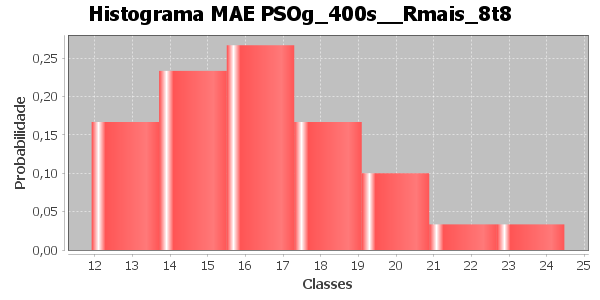 Histograma MAE PSOg_400s__Rmais_8t8
Probabilidade
0,25
0,20
0,15
0,10
0,05
0,00
12 13 14 15 16 17 18 19 20 21 22 23 24 25
Classes